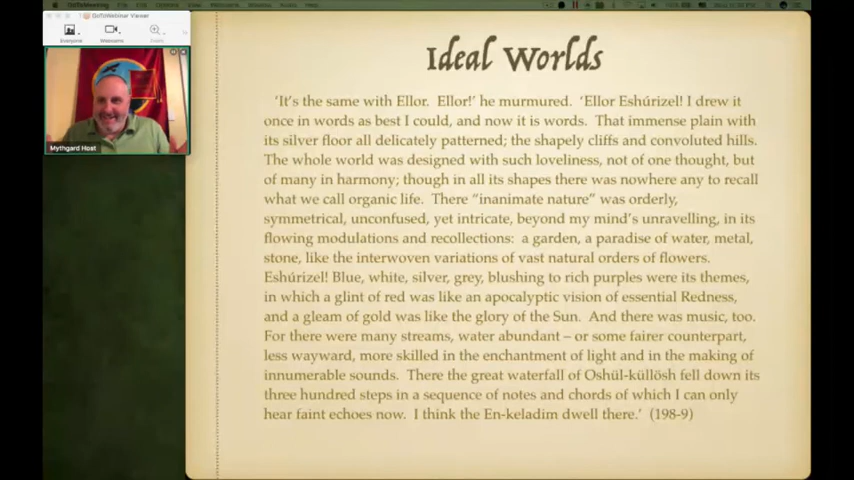 GoToWebinar Viewer
Everyone
Webcams
Mythgard Host
Ideal Worlds
‘It’s the same with Ellor.  Ellor!’ he murmured.  ‘Ellor Eshúrizel! I drew it
once in words as best I could, and now it is words.  That immense plain with
its silver floor all delicately patterned; the shapely cliffs and convoluted hills.
The whole world was designed with such loveliness, not of one thought, but
of many in harmony; though in all its shapes there was nowhere any to recall
what we call organic life.  There “inanimate nature” was orderly,
symmetrical, unconfused, yet intricate, beyond my mind’s unravelling, in its
flowing modulations and recollections:  a garden, a paradise of water, metal,
stone, like the interwoven variations of vast natural orders of flowers.
Eshúrizel! Blue, white, silver, grey, blushing to rich purples were its themes,
in which a glint of red was like an apocalyptic vision of essential Redness,
and a gleam of gold was like the glory of the Sun.  And there was music, too.
For there were many streams, water abundant – or some fairer counterpart,
less wayward, more skilled in the enchantment of light and in the making of
innumerable sounds.  There the great waterfall of Oshül-küllösh fell down its
three hundred steps in a sequence of notes and chords of which I can only
hear faint echoes now.  I think the En-keladim dwell there.’  (198-9)